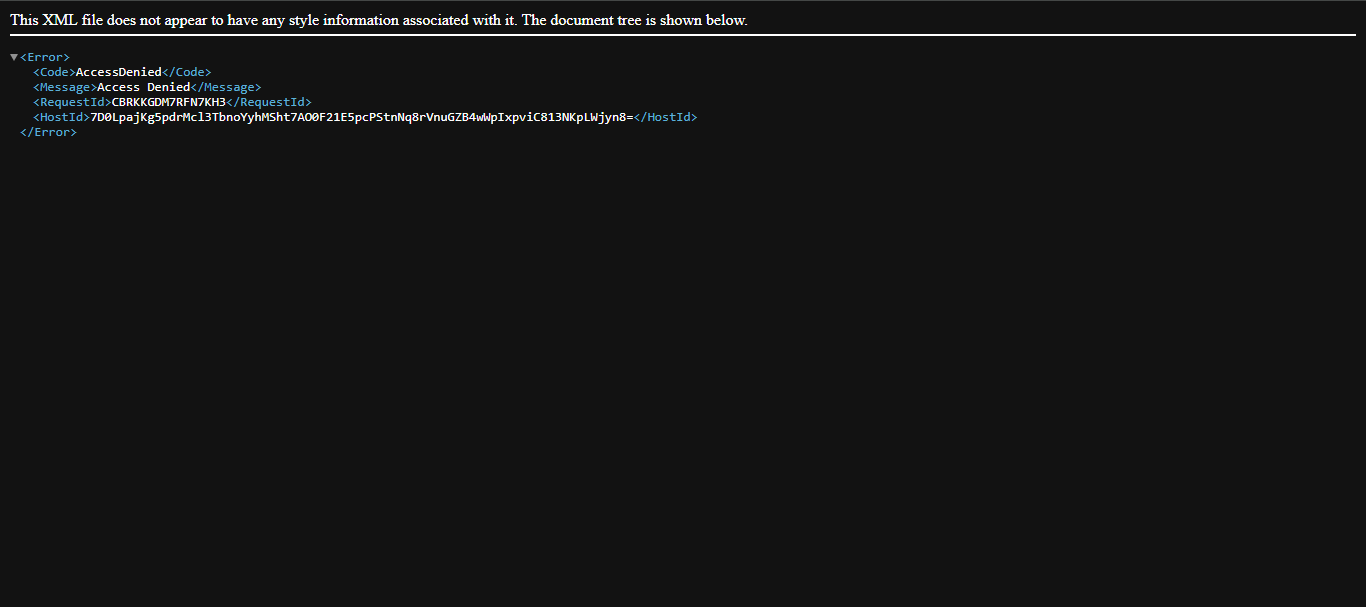 This XML file does not appear to have any style information associated with it. The document tree is shown below.
▼<Error>
<Code>AccessDenied</Code>
<Message>Access Denied</Message>
<RequestId>CBRKKGDM7RFN7KH3</RequestId>
<HostId>7D0LpajKg5pdrMcl3TbnoYyhMSht7AO0F21E5pcPStnNq8rVnuGZB4wWpIxpviC813NKpLWjyn8=</HostId>
</Error>